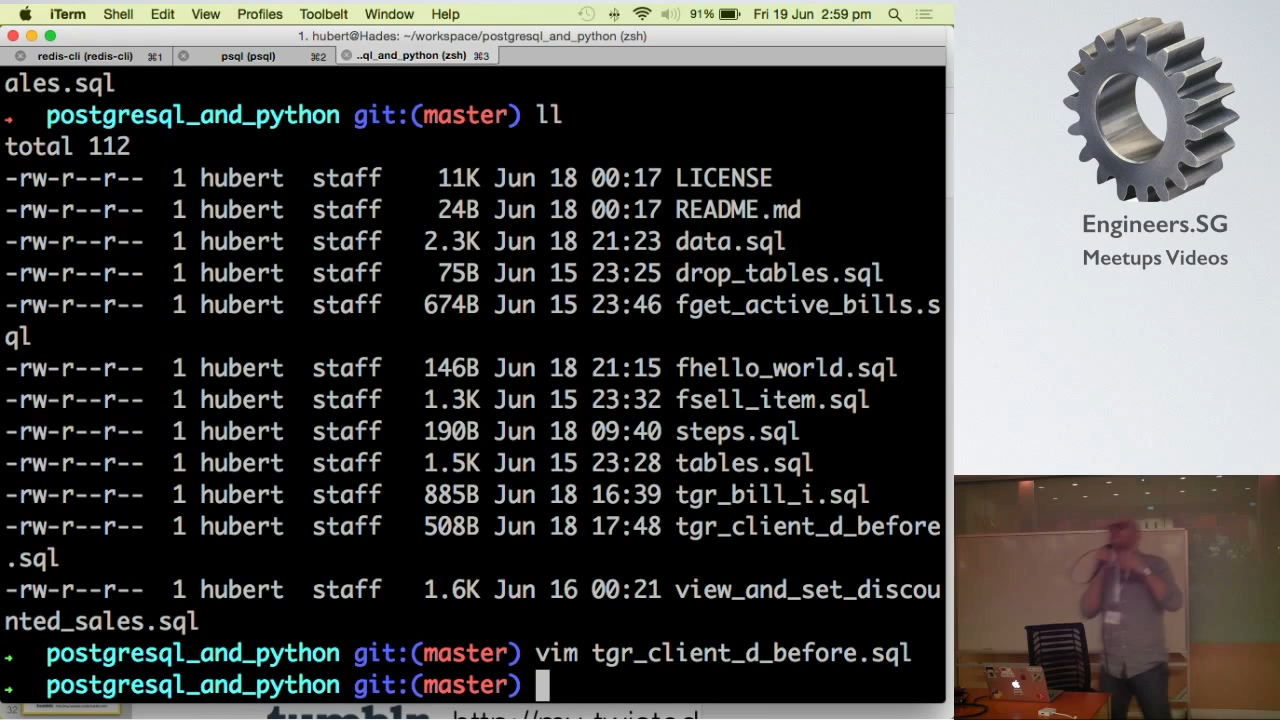 iTerm Shell Edit View Profiles Toolbelt Window Help 91% Fri 19 Jun 2:59 pm
1. hubert@Hades: ~/workspace/postgresql_and_python (zsh)
redis-cli (redis-cli) ⌘1 psql (psql) ⌘2 ..ql_and_python (zsh) ⌘3
ales.sql
→ postgresql_and_python git:(master) ll
total 112
-rw-r--r-- 1 hubert staff 11K Jun 18 00:17 LICENSE
-rw-r--r-- 1 hubert staff 24B Jun 18 00:17 README.md
-rw-r--r-- 1 hubert staff 2.3K Jun 18 21:23 data.sql
-rw-r--r-- 1 hubert staff 75B Jun 15 23:25 drop_tables.sql
-rw-r--r-- 1 hubert staff 674B Jun 15 23:46 fget_active_bills.s
ql
-rw-r--r-- 1 hubert staff 146B Jun 18 21:15 fhello_world.sql
-rw-r--r-- 1 hubert staff 1.3K Jun 15 23:32 fsell_item.sql
-rw-r--r-- 1 hubert staff 190B Jun 18 09:40 steps.sql
-rw-r--r-- 1 hubert staff 1.5K Jun 15 23:28 tables.sql
-rw-r--r-- 1 hubert staff 885B Jun 18 16:39 tgr_bill_i.sql
-rw-r--r-- 1 hubert staff 508B Jun 18 17:48 tgr_client_d_before
.sql
-rw-r--r-- 1 hubert staff 1.6K Jun 16 00:21 view_and_set_discou
nted_sales.sql
→ postgresql_and_python git:(master) vim tgr_client_d_before.sql
→ postgresql_and_python git:(master)
32
Engineers.SG
Meetups Videos